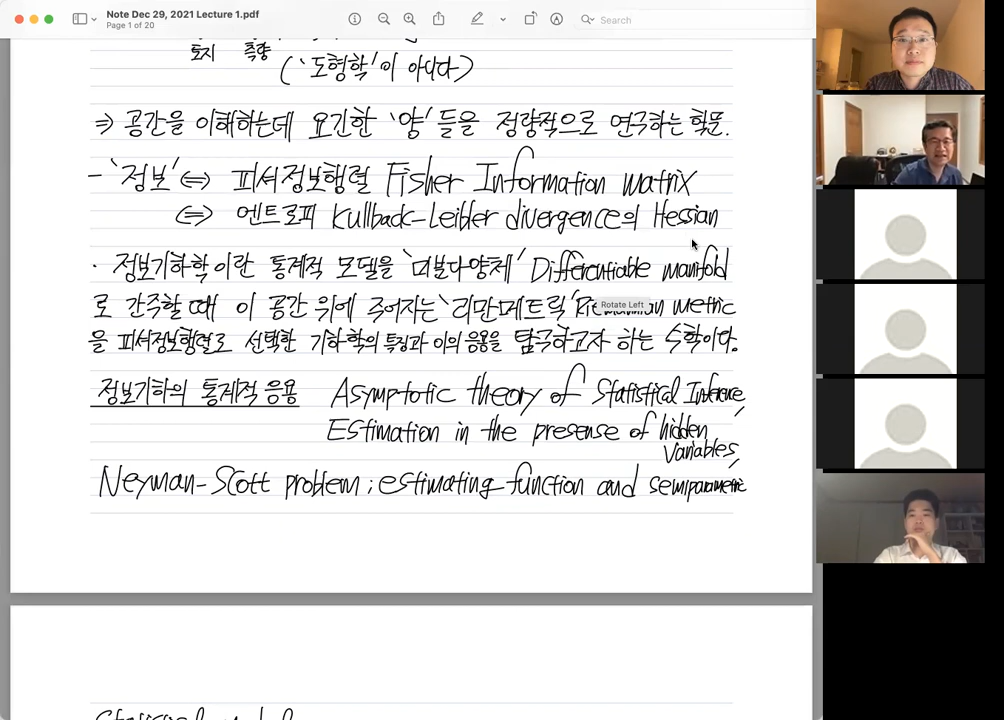 Note Dec 29, 2021 Lecture 1.pdf
Page 1 of 20
Search
토지 측량
('도형학'이 아니다)
⇒ 공간을 이해하는데 요긴한 '양'들을 정량적으로 연구하는 학문.
- '정보' ⇔ 피셔정보행렬 Fisher Information matrix
⇔ 엔트로피 Kullback-Leibler divergence의 Hessian
· 정보기하학이란 통계적 모델을 '미분다양체' Differentiable manifold
로 간주할 때 이 공간 위에 주어지는 '리만메트릭' metric
Rotate Left
을 피셔정보행렬로 선택한 기하학의 특징과 이의 응용을 탐구하고자 하는 수학이다.
정보기하의 통계적 응용 Asymptotic theory of Statistical Inference,
Estimation in the presense of hidden
variables,
Neyman-Scott problem; estimating function and semiparametric